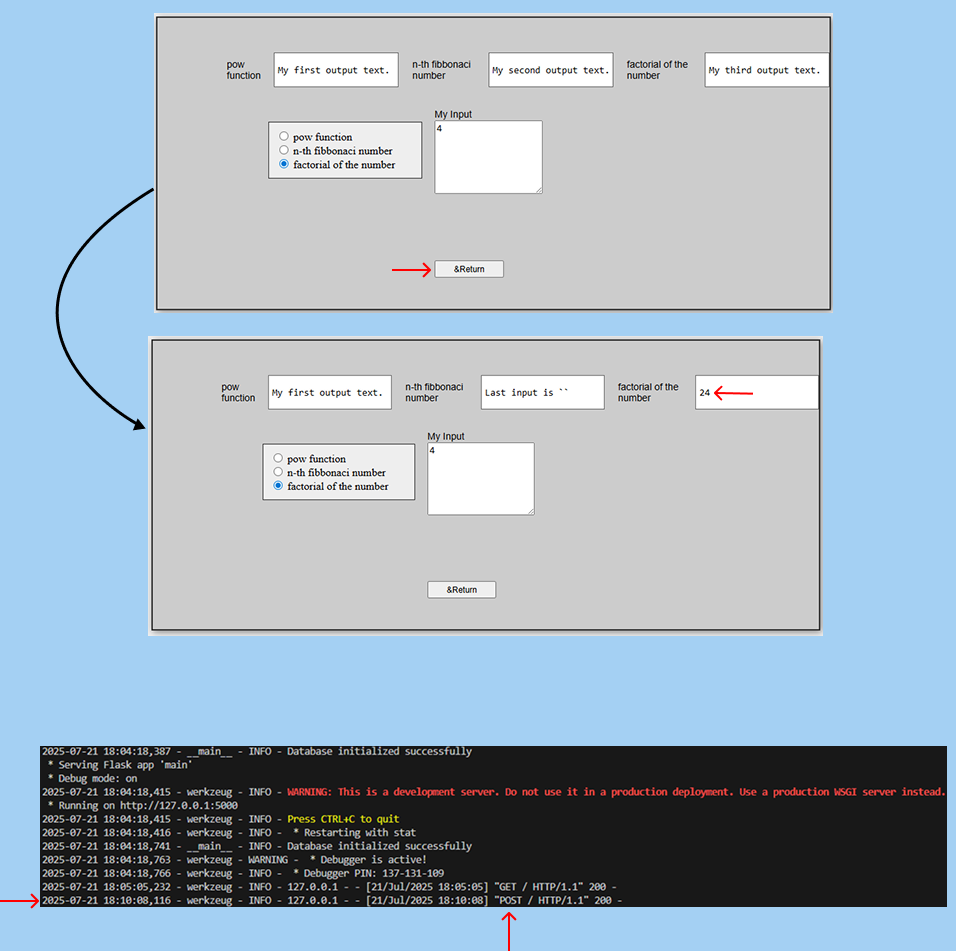 pow function
My first output text.
n-th fibbonaci number
My second output text.
factorial of the number
My third output text.
My Input
4
pow function
n-th fibbonaci number
factorial of the number
&Return
pow function
My first output text.
n-th fibbonaci number
Last input is ``
factorial of the number
24
My Input
4
pow function
n-th fibbonaci number
factorial of the number
&Return
2025-07-21 18:04:18,387 - __main__ - INFO - Database initialized successfully
* Serving Flask app 'main'
* Debug mode: on
2025-07-21 18:04:18,415 - werkzeug - INFO - WARNING: This is a development server. Do not use it in a production deployment. Use a production WSGI server instead.
* Running on http://127.0.0.1:5000
2025-07-21 18:04:18,415 - werkzeug - INFO - Press CTRL+C to quit
2025-07-21 18:04:18,416 - werkzeug - INFO -  * Restarting with stat
2025-07-21 18:04:18,741 - __main__ - INFO - Database initialized successfully
2025-07-21 18:04:18,763 - werkzeug - WARNING -  * Debugger is active!
2025-07-21 18:04:18,766 - werkzeug - INFO -  * Debugger PIN: 137-131-109
2025-07-21 18:05:05,232 - werkzeug - INFO - 127.0.0.1 - - [21/Jul/2025 18:05:05] "GET / HTTP/1.1" 200 -
2025-07-21 18:10:08,116 - werkzeug - INFO - 127.0.0.1 - - [21/Jul/2025 18:10:08] "POST / HTTP/1.1" 200 -